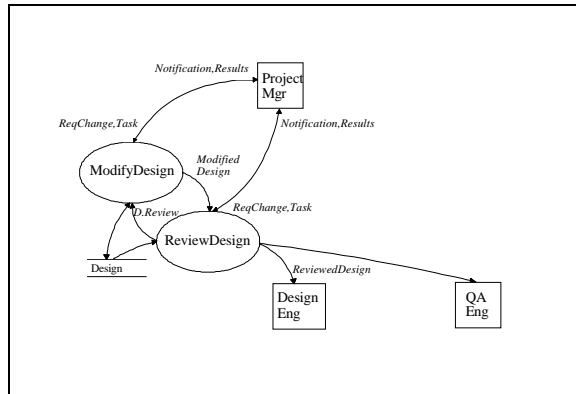 Notification,Results
Project
Mgr
ReqChange,Task
Notification,Results
Modified
Design
ModifyDesign
D.Review
ReqChange,Task
ReviewDesign
Design
ReviewedDesign
Design
Eng
QA
Eng